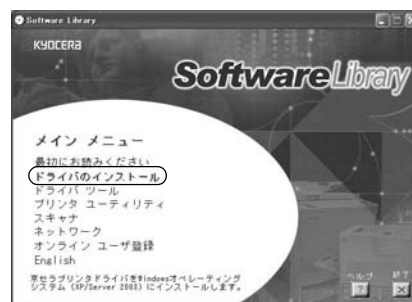 Software Library
KYOCERA
Software Library
メイン メニュー
最初にお読みください
ドライバのインストール
ドライバ ツール
プリンタ ユーティリティ
スキャナ
ネットワーク
オンライン ユーザ登録
English
京セラプリンタドライバをWindowsオペレーティング
システム (XP/Server 2003) にインストールします。
ヘルプ 終了
?